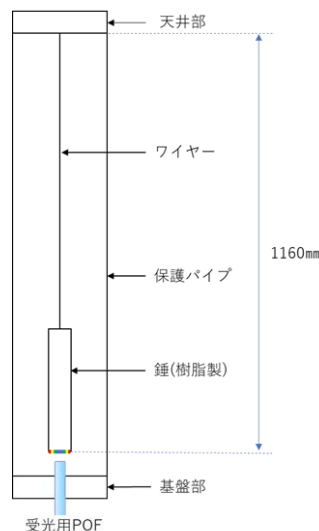 天井部
ワイヤー
1160㎜
保護パイプ
錘(樹脂製)
基盤部
受光用POF